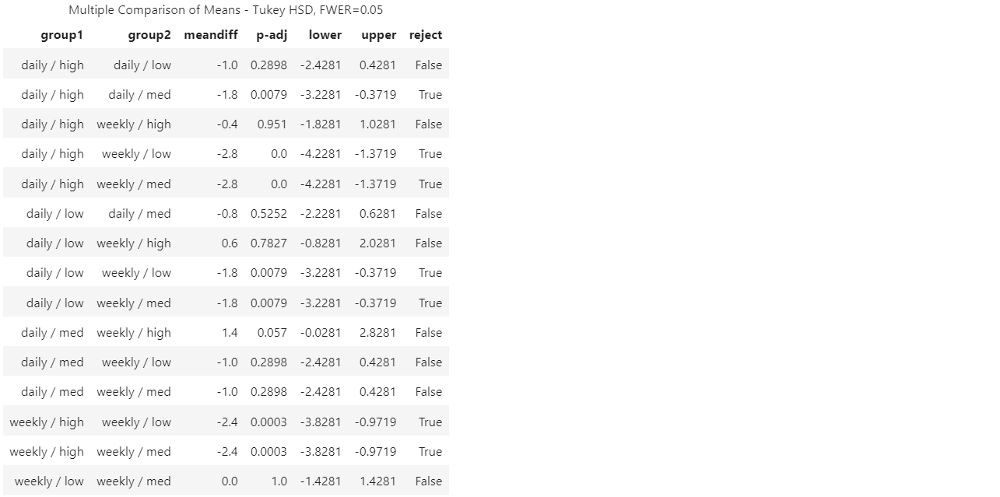 Multiple Comparison of Means - Tukey HSD, FWER=0.05
group1 group2 meandiff p-adj lower upper reject
daily / high daily / low -1.0 0.2898 -2.4281 0.4281 False
daily / high daily / med -1.8 0.0079 -3.2281 -0.3719 True
daily / high weekly / high -0.4 0.951 -1.8281 1.0281 False
daily / high weekly / low -2.8 0.0 -4.2281 -1.3719 True
daily / high weekly / med -2.8 0.0 -4.2281 -1.3719 True
daily / low daily / med -0.8 0.5252 -2.2281 0.6281 False
daily / low weekly / high 0.6 0.7827 -0.8281 2.0281 False
daily / low weekly / low -1.8 0.0079 -3.2281 -0.3719 True
daily / low weekly / med -1.8 0.0079 -3.2281 -0.3719 True
daily / med weekly / high 1.4 0.057 -0.0281 2.8281 False
daily / med weekly / low -1.0 0.2898 -2.4281 0.4281 False
daily / med weekly / med -1.0 0.2898 -2.4281 0.4281 False
weekly / high weekly / low -2.4 0.0003 -3.8281 -0.9719 True
weekly / high weekly / med -2.4 0.0003 -3.8281 -0.9719 True
weekly / low weekly / med 0.0 1.0 -1.4281 1.4281 False